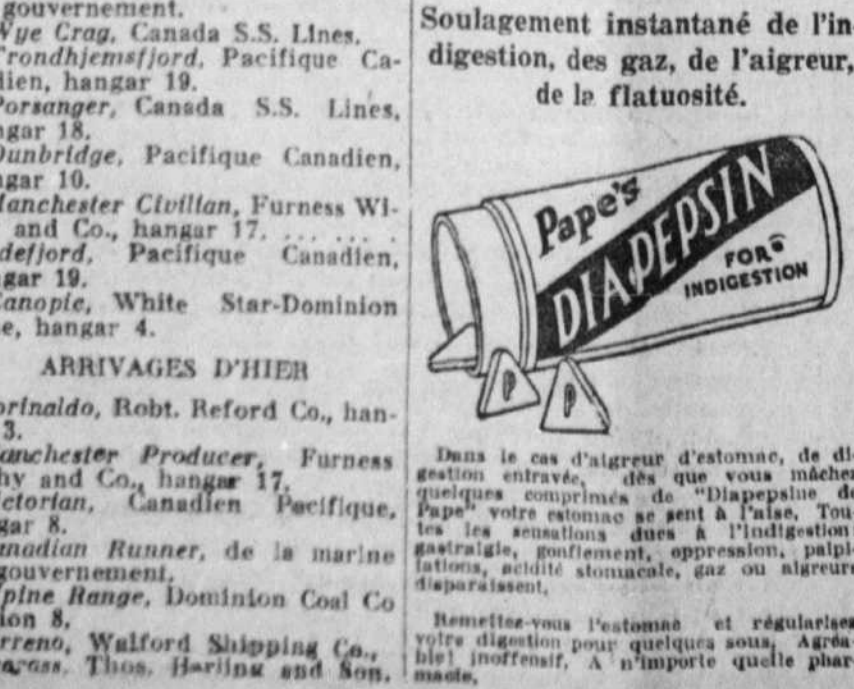 gouvernement.
Wye Crag, Canada S.S. Lines.
Trondhjemsfjord, Pacifique Ca-
dien, hangar 19.
Porsanger, Canada S.S. Lines,
ngar 18.
Dunbridge, Pacifique Canadien,
ngar 10.
Manchester Civilian, Furness Wi-
and Co., hangar 17. ... ... .
defjord, Pacifique Canadien,
ngar 19.
Canopic, White Star-Dominion
e, hangar 4.
ARRIVAGES D'HIER
orinaldo, Robt. Reford Co., han-
3.
anchester Producer, Furness
hy and Co., hangar 17.
ictorian, Canadien Pacifique,
gar 8.
anadian Runner, de la marine
gouvernement.
lpine Range, Dominion Coal Co
ion 8.
rreno, Walford Shipping Co.,
Thos. Harling and Son.
Soulagement instantané de l'in-
digestion, des gaz, de l'aigreur,
de la flatuosité.
Pape's
DIAPEPSIN
FOR
INDIGESTION
P
P
Dans le cas d'aigreur d'estomac, de di-
gestion entravée, dès que vous mâchez
quelques comprimés de "Diapepsine de
Pape" votre estomac se sent à l'aise. Tou-
tes les sensations dues à l'indigestion:
gastralgie, gonflement, oppression, palpi-
tations, acidité stomacale, gaz ou aigreurs
disparaissent.
Remettez-vous l'estomac et régularisez
votre digestion pour quelques sous. Agréa-
ble! inoffensif. A n'importe quelle phar-
macie.